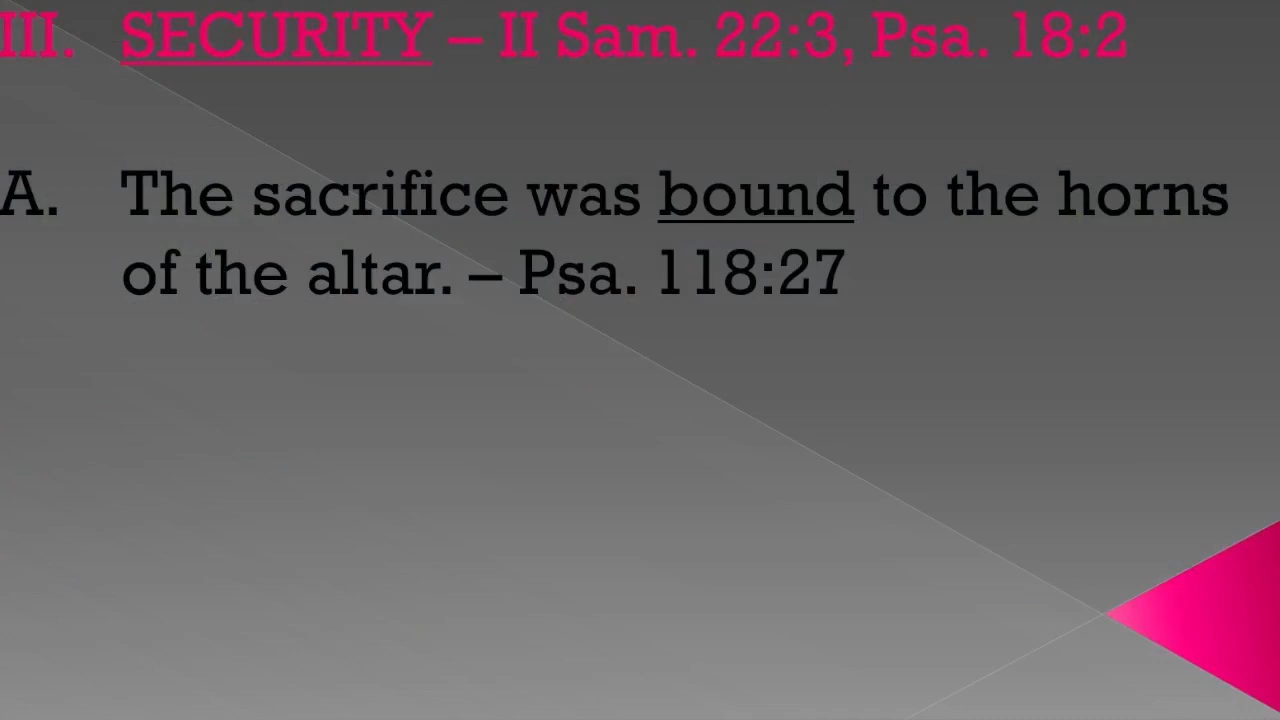 III. SECURITY – II Sam. 22:3, Psa. 18:2
A. The sacrifice was bound to the horns
of the altar. – Psa. 118:27